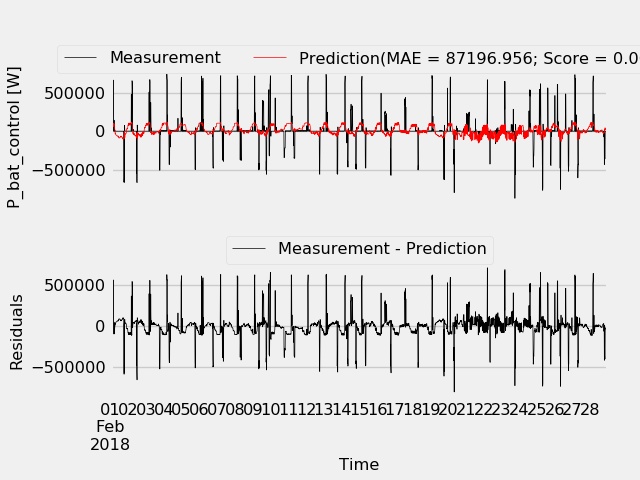 Measurement
Prediction(MAE = 87196.956; Score = 0.0
P_bat_control [W]
500000
0
−500000
Measurement - Prediction
Residuals
500000
0
−500000
01020304050607080910111213141516171819202122232425262728
Feb
2018
Time